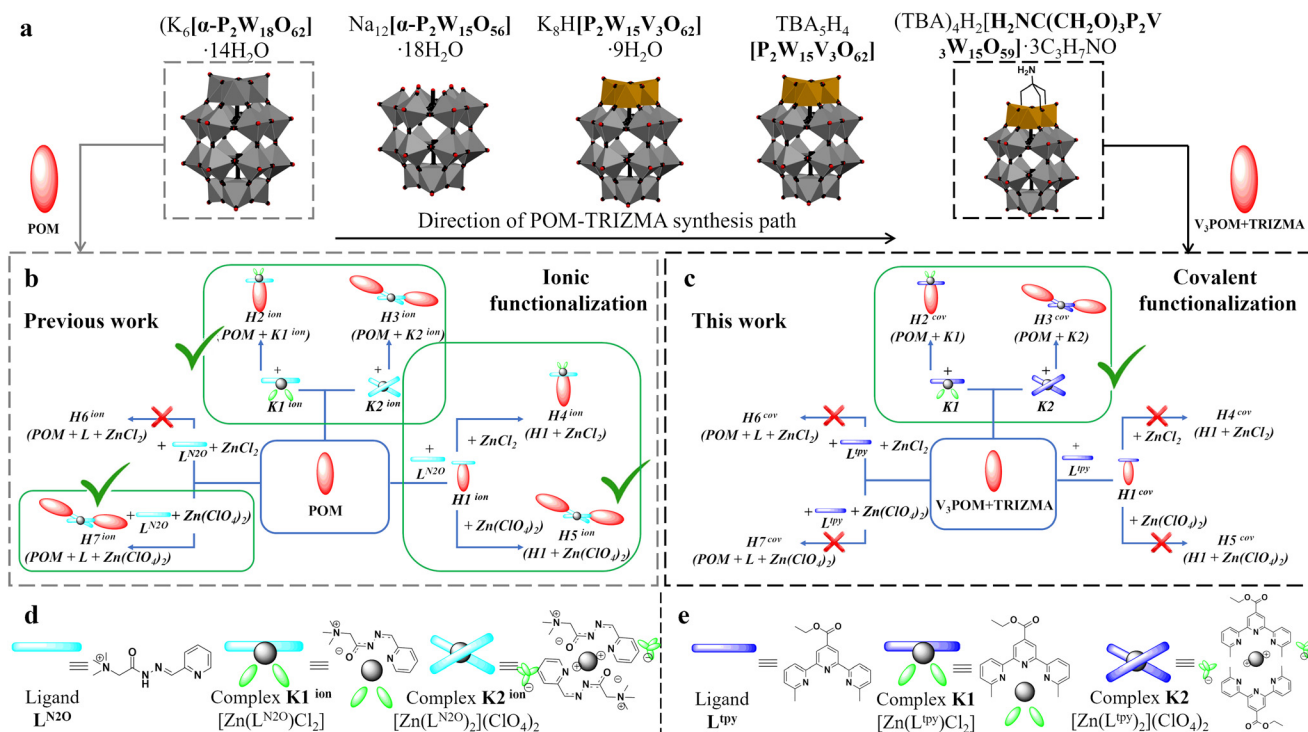 a
(K6[α-P2W18O62]
·14H2O
Na12[α-P2W15O56]
·18H2O
K8H[P2W15V3O62]
·9H2O
TBA5H4
[P2W15V3O62]
(TBA)4H2[H2NC(CH2O)3P2V
3W15O59]·3C3H7NO
H2N
POM
Direction of POM-TRIZMA synthesis path
V3POM+TRIZMA
b
Ionic
functionalization
Previous work
H2 ion
(POM + K1 ion)
H3 ion
(POM + K2 ion)
+
K1 ion
+
K2 ion
H6 ion
(POM + L + ZnCl2)
+ LN2O + ZnCl2
POM
+
LN2O
H1 ion
+ ZnCl2
H4 ion
(H1 + ZnCl2)
+ Zn(ClO4)2
H5 ion
(H1 + Zn(ClO4)2)
+ LN2O + Zn(ClO4)2
H7 ion
(POM + L + Zn(ClO4)2)
c
Covalent
functionalization
This work
H2 cov
(POM + K1)
H3 cov
(POM + K2)
+
K1
+
K2
H6 cov
(POM + L + ZnCl2)
+ Ltpy + ZnCl2
V3POM+TRIZMA
+
Ltpy
H1 cov
+ ZnCl2
H4 cov
(H1 + ZnCl2)
+ Zn(ClO4)2
H5 cov
(H1 + Zn(ClO4)2)
+ Ltpy + Zn(ClO4)2
H7 cov
(POM + L + Zn(ClO4)2)
d
Ligand
LN2O
Complex K1 ion
[Zn(LN2O)Cl2]
Complex K2 ion
[Zn(LN2O)2](ClO4)2
e
Ligand
Ltpy
Complex K1
[Zn(Ltpy)Cl2]
Complex K2
[Zn(Ltpy)2](ClO4)2